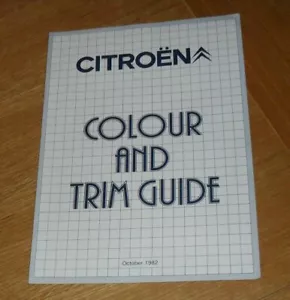 CITROËN
COLOUR
AND
TRIM GUIDE
October 1982